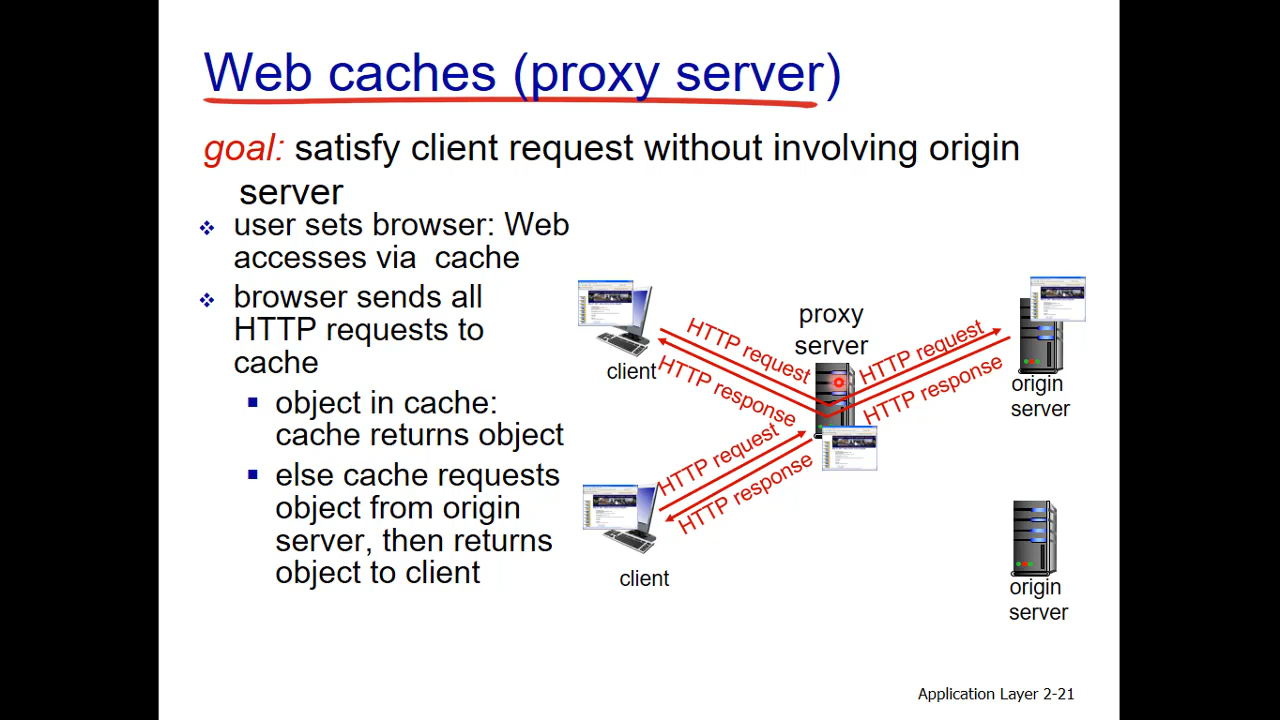 Web caches (proxy server)
goal: satisfy client request without involving origin
server
user sets browser: Web
accesses via cache
browser sends all
HTTP requests to
cache
object in cache:
cache returns object
else cache requests
object from origin
server, then returns
object to client
proxy
server
HTTP request
HTTP response
HTTP request
HTTP response
client
HTTP request
HTTP response
client
origin
server
origin
server
Application Layer 2-21